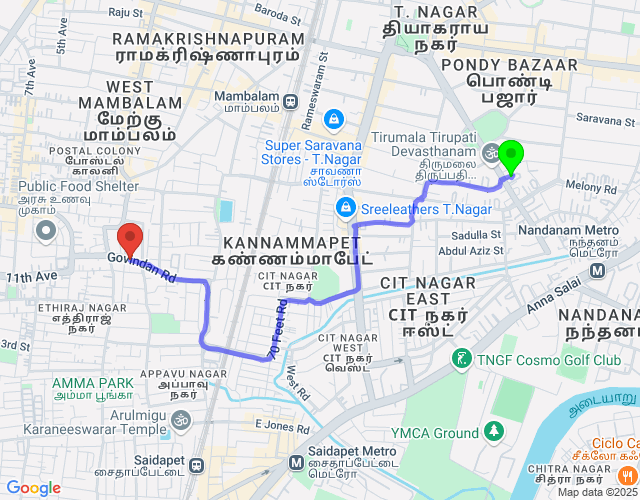 Raju St
Baroda St
T. NAGAR
தியாகராய
நகர்
5th Ave
7th Ave
RAMAKRISHNAPURAM
ராமகிருஷ்ணாபுரம்
PONDY BAZAAR
பொண்டி
பஜார்
WEST
MAMBALAM
மேற்கு
மாம்பலம்
Mambalam
மாம்பலம்
Rameswaram St
Saravana St
POSTAL COLONY
போஸ்டல்
காலனி
Super Saravana
Stores - T.Nagar
சரவணா
ஸ்டோர்ஸ்
Tirumala Tirupati
Devasthanam
திருமலை
திருப்பதி...
Public Food Shelter
அரசு உணவு
முகாம்
Melony Rd
Sreeleathers T.Nagar
Sadulla St
Abdul Aziz St
Nandanam Metro
நந்தனம்
மெட்ரோ
KANNAMMAPET
கண்ணம்மாபேட்
Govindan Rd
11th Ave
CIT NAGAR
CIT நகர்
CIT NAGAR
EAST
CIT நகர்
ஈஸ்ட்
Anna Salai
ETHIRAJ NAGAR
எத்திராஜ்
நகர்
NANDANA
நந்தனம்
70 Feet Rd
3rd St
CIT NAGAR
WEST
CIT நகர்
வெஸ்ட்
TNGF Cosmo Golf Club
West Rd
APPAVU NAGAR
அப்பாவு
நகர்
AMMA PARK
அம்மா பூங்கா
அடையாறு
Arulmigu
Karaneeswarar Temple
E Jones Rd
YMCA Ground
Saidapet
சைதாப்பேட்டை
Saidapet Metro
சைதாப்பேட்டை
மெட்ரோ
Ciclo Ca
சிக்லோ கஃபே
CHITRA NAGAR
சித்ரா நகர்
Google
Map data ©2025